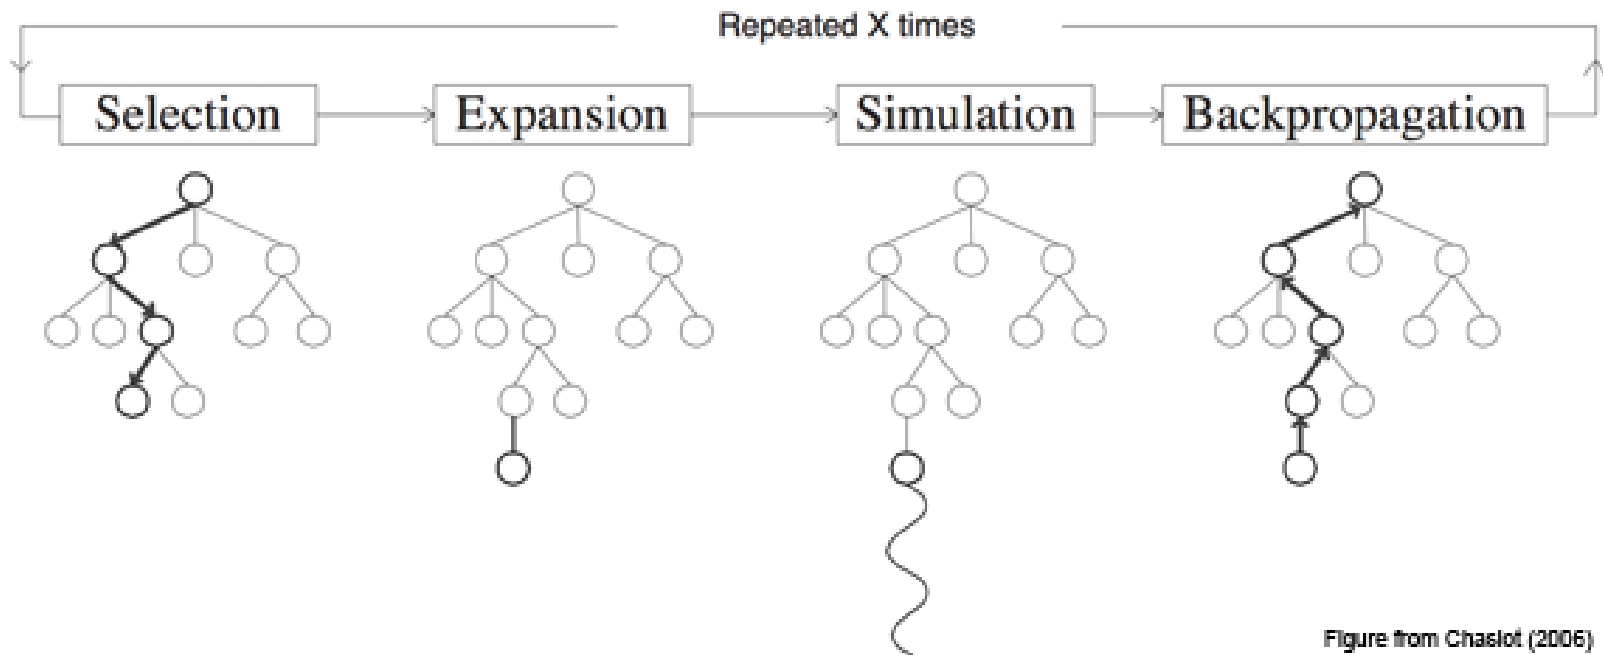 Repeated X times
Selection
Expansion
Simulation
Backpropagation
Figure from Chaslot (2006)